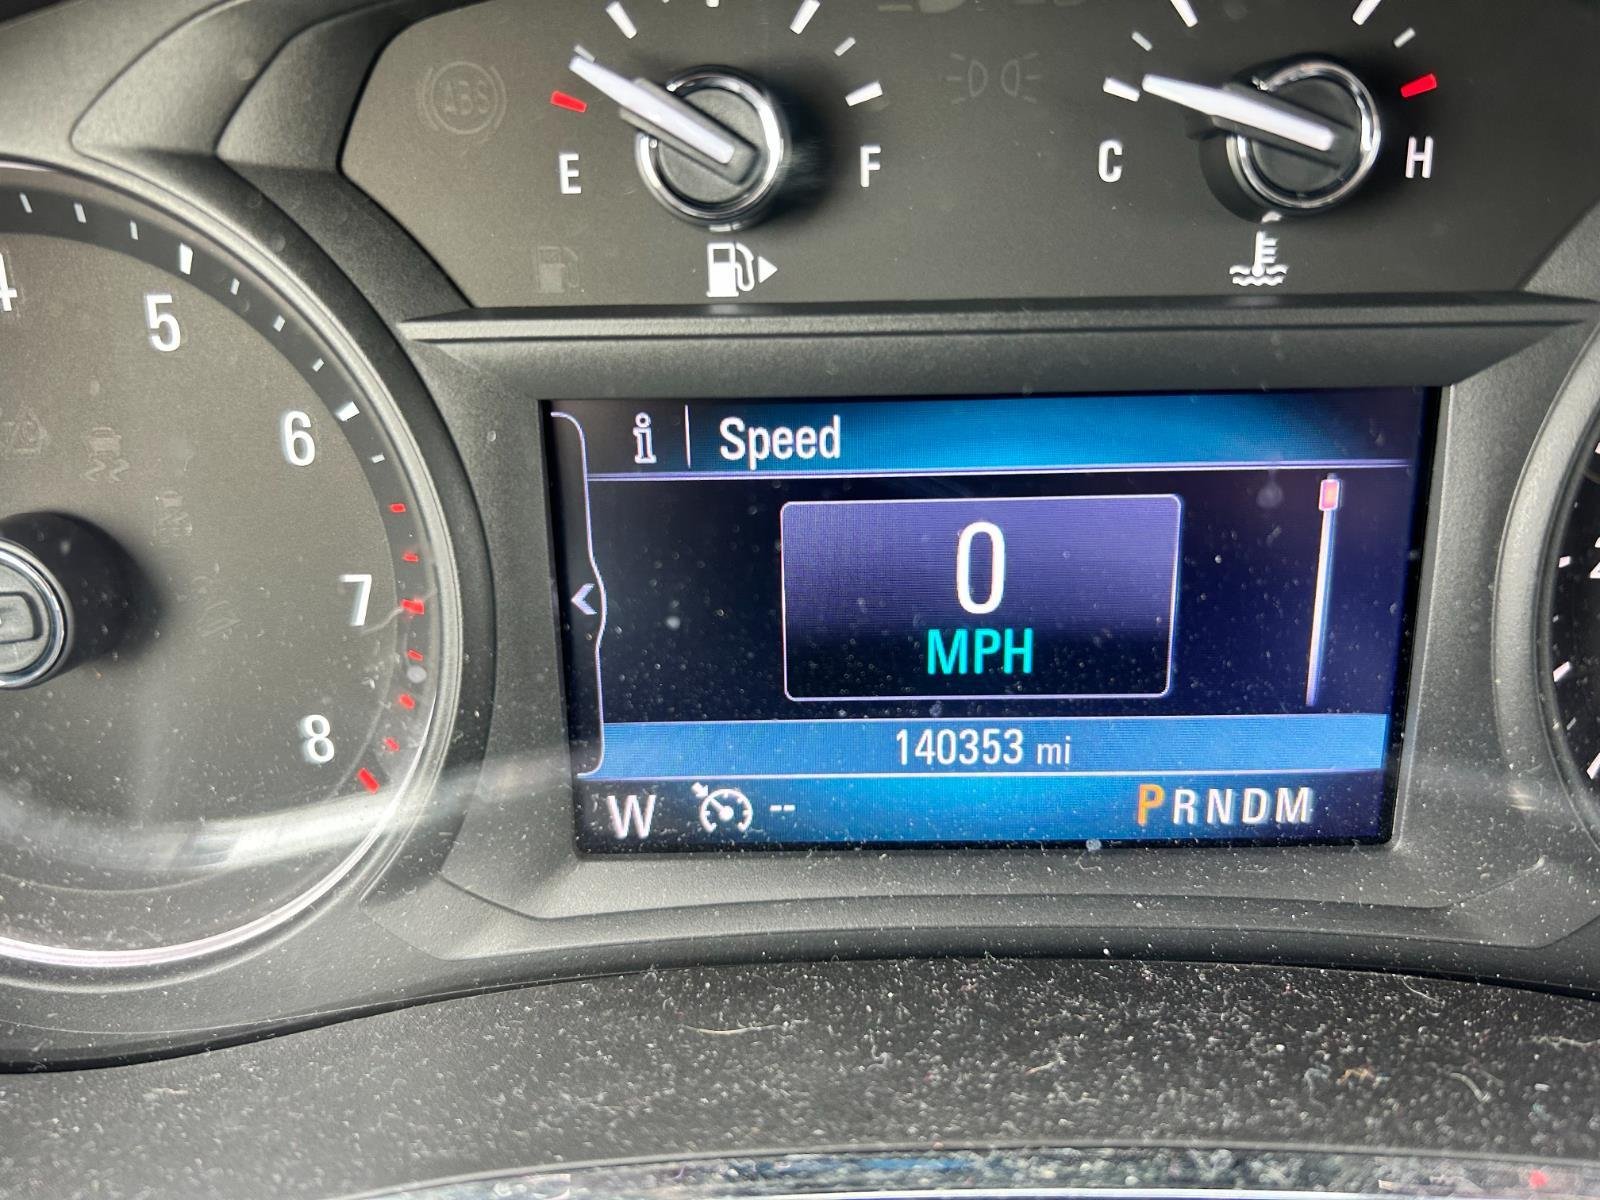 ABS
E F
C H
4
5
6
7
8
i Speed
0
MPH
140353 mi
W -- PRNDM